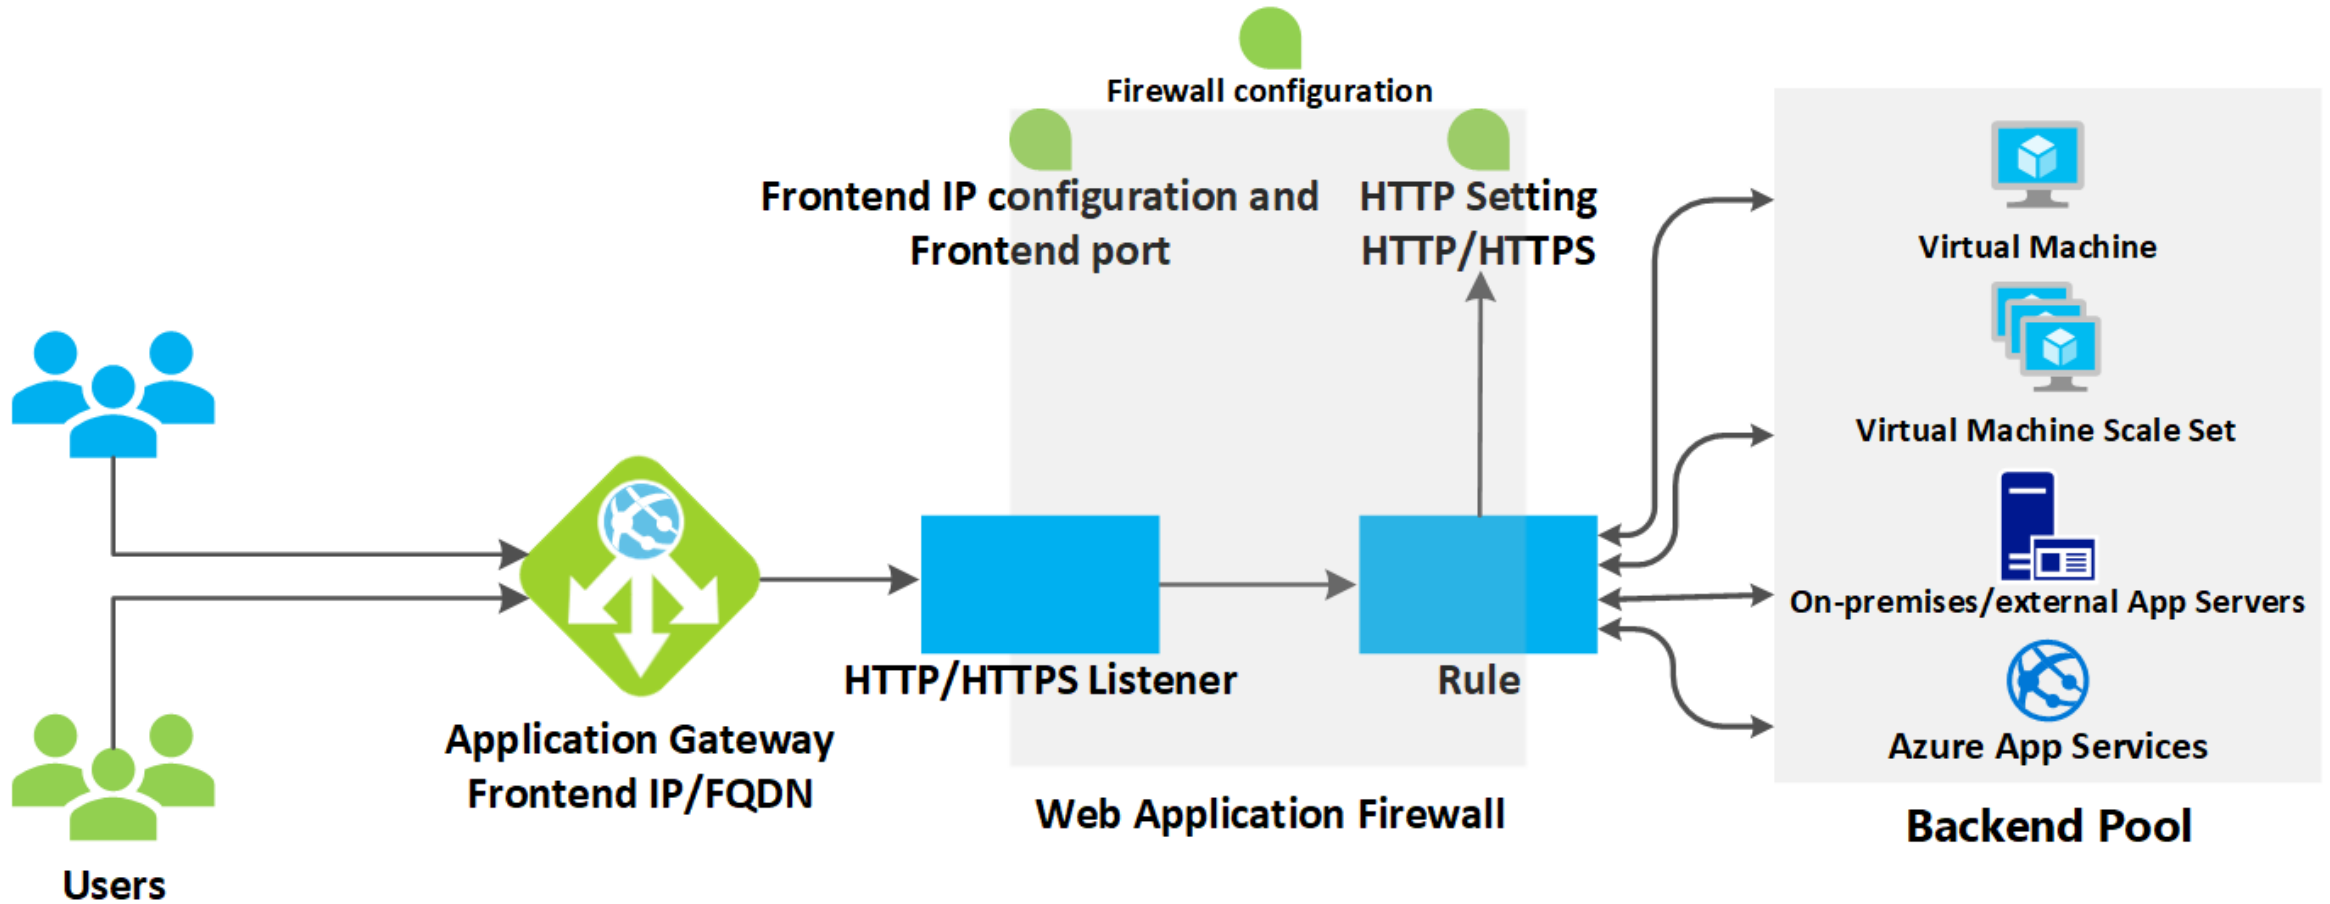 Firewall configuration
Frontend IP configuration and
Frontend port
HTTP Setting
HTTP/HTTPS
Virtual Machine
Virtual Machine Scale Set
On-premises/external App Servers
Azure App Services
Backend Pool
HTTP/HTTPS Listener
Rule
Web Application Firewall
Application Gateway
Frontend IP/FQDN
Users